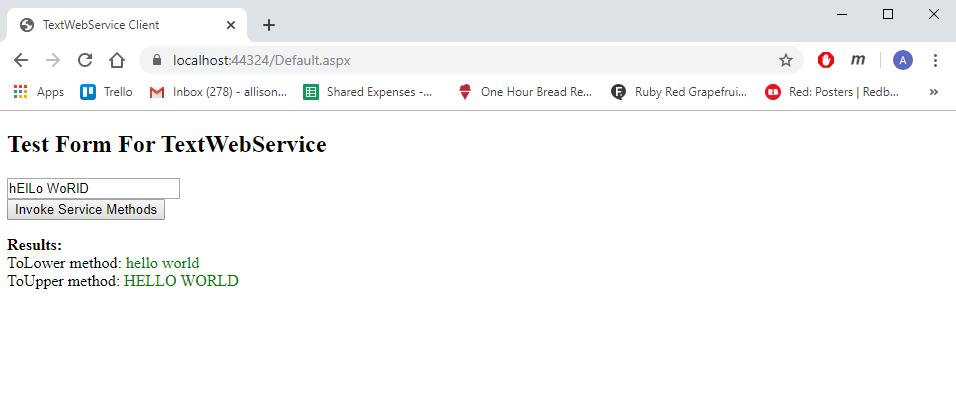 TextWebService Client
localhost:44324/Default.aspx
m
A
Apps
Trello
Inbox (278) - allison...
Shared Expenses -...
One Hour Bread Re...
Ruby Red Grapefrui...
Red: Posters | Redb...
»
Test Form For TextWebService
hElLo WoRlD
Invoke Service Methods
Results:
ToLower method: hello world
ToUpper method: HELLO WORLD